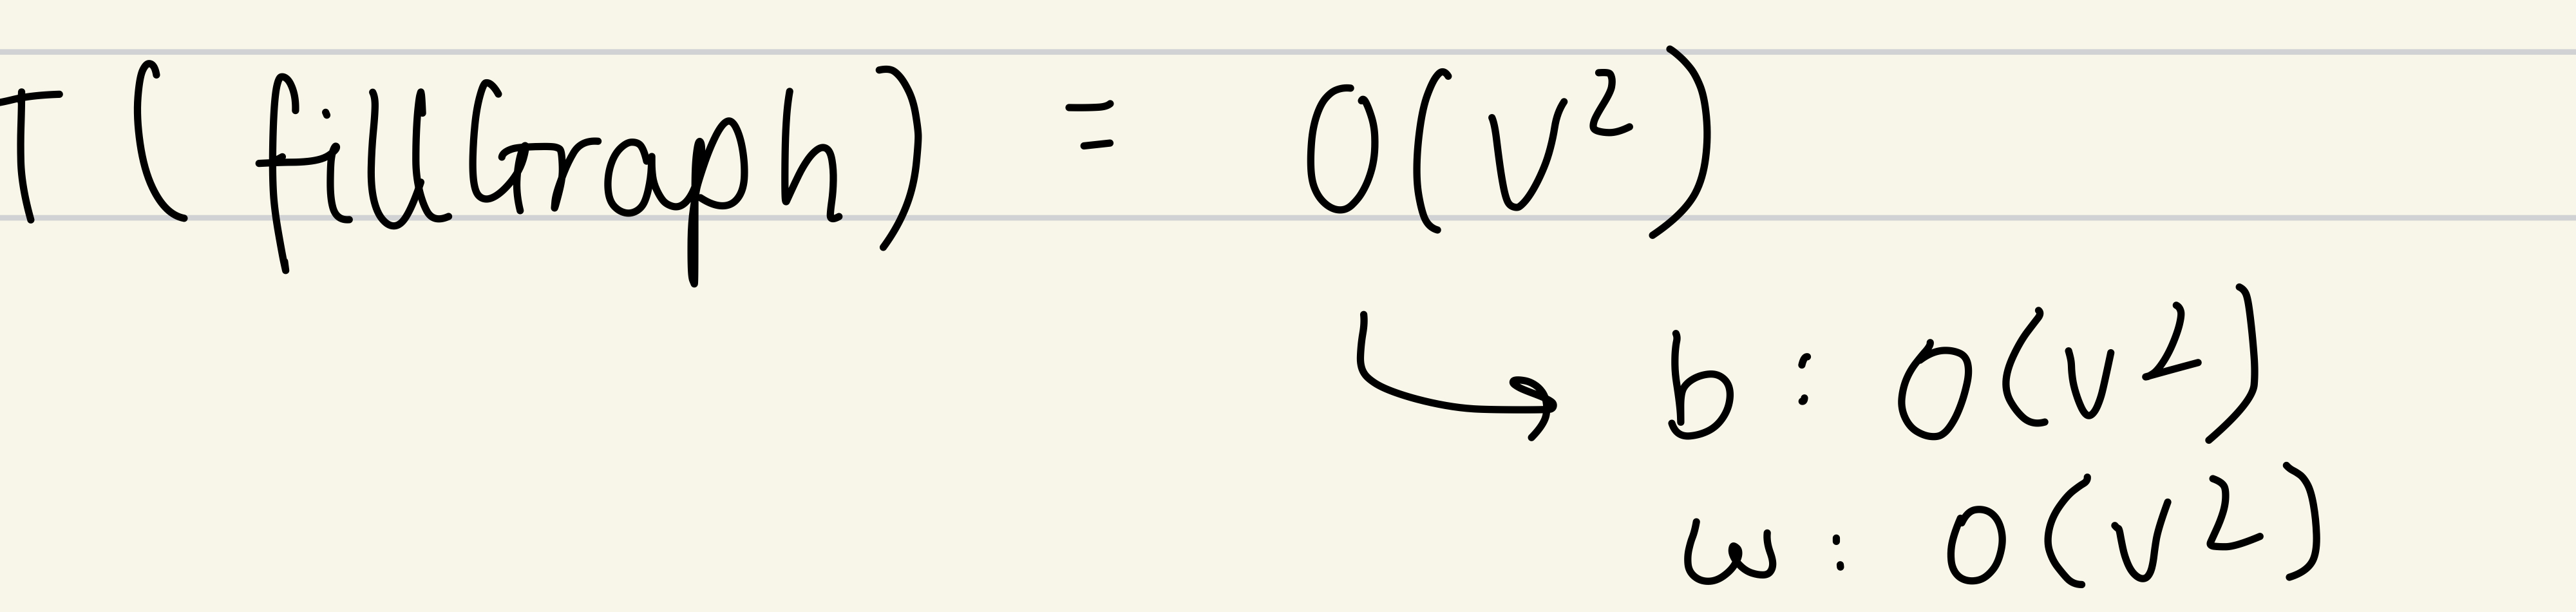 T ( fillGraph ) = O(V²)
↳ b : O(V²)
w : O(V²)